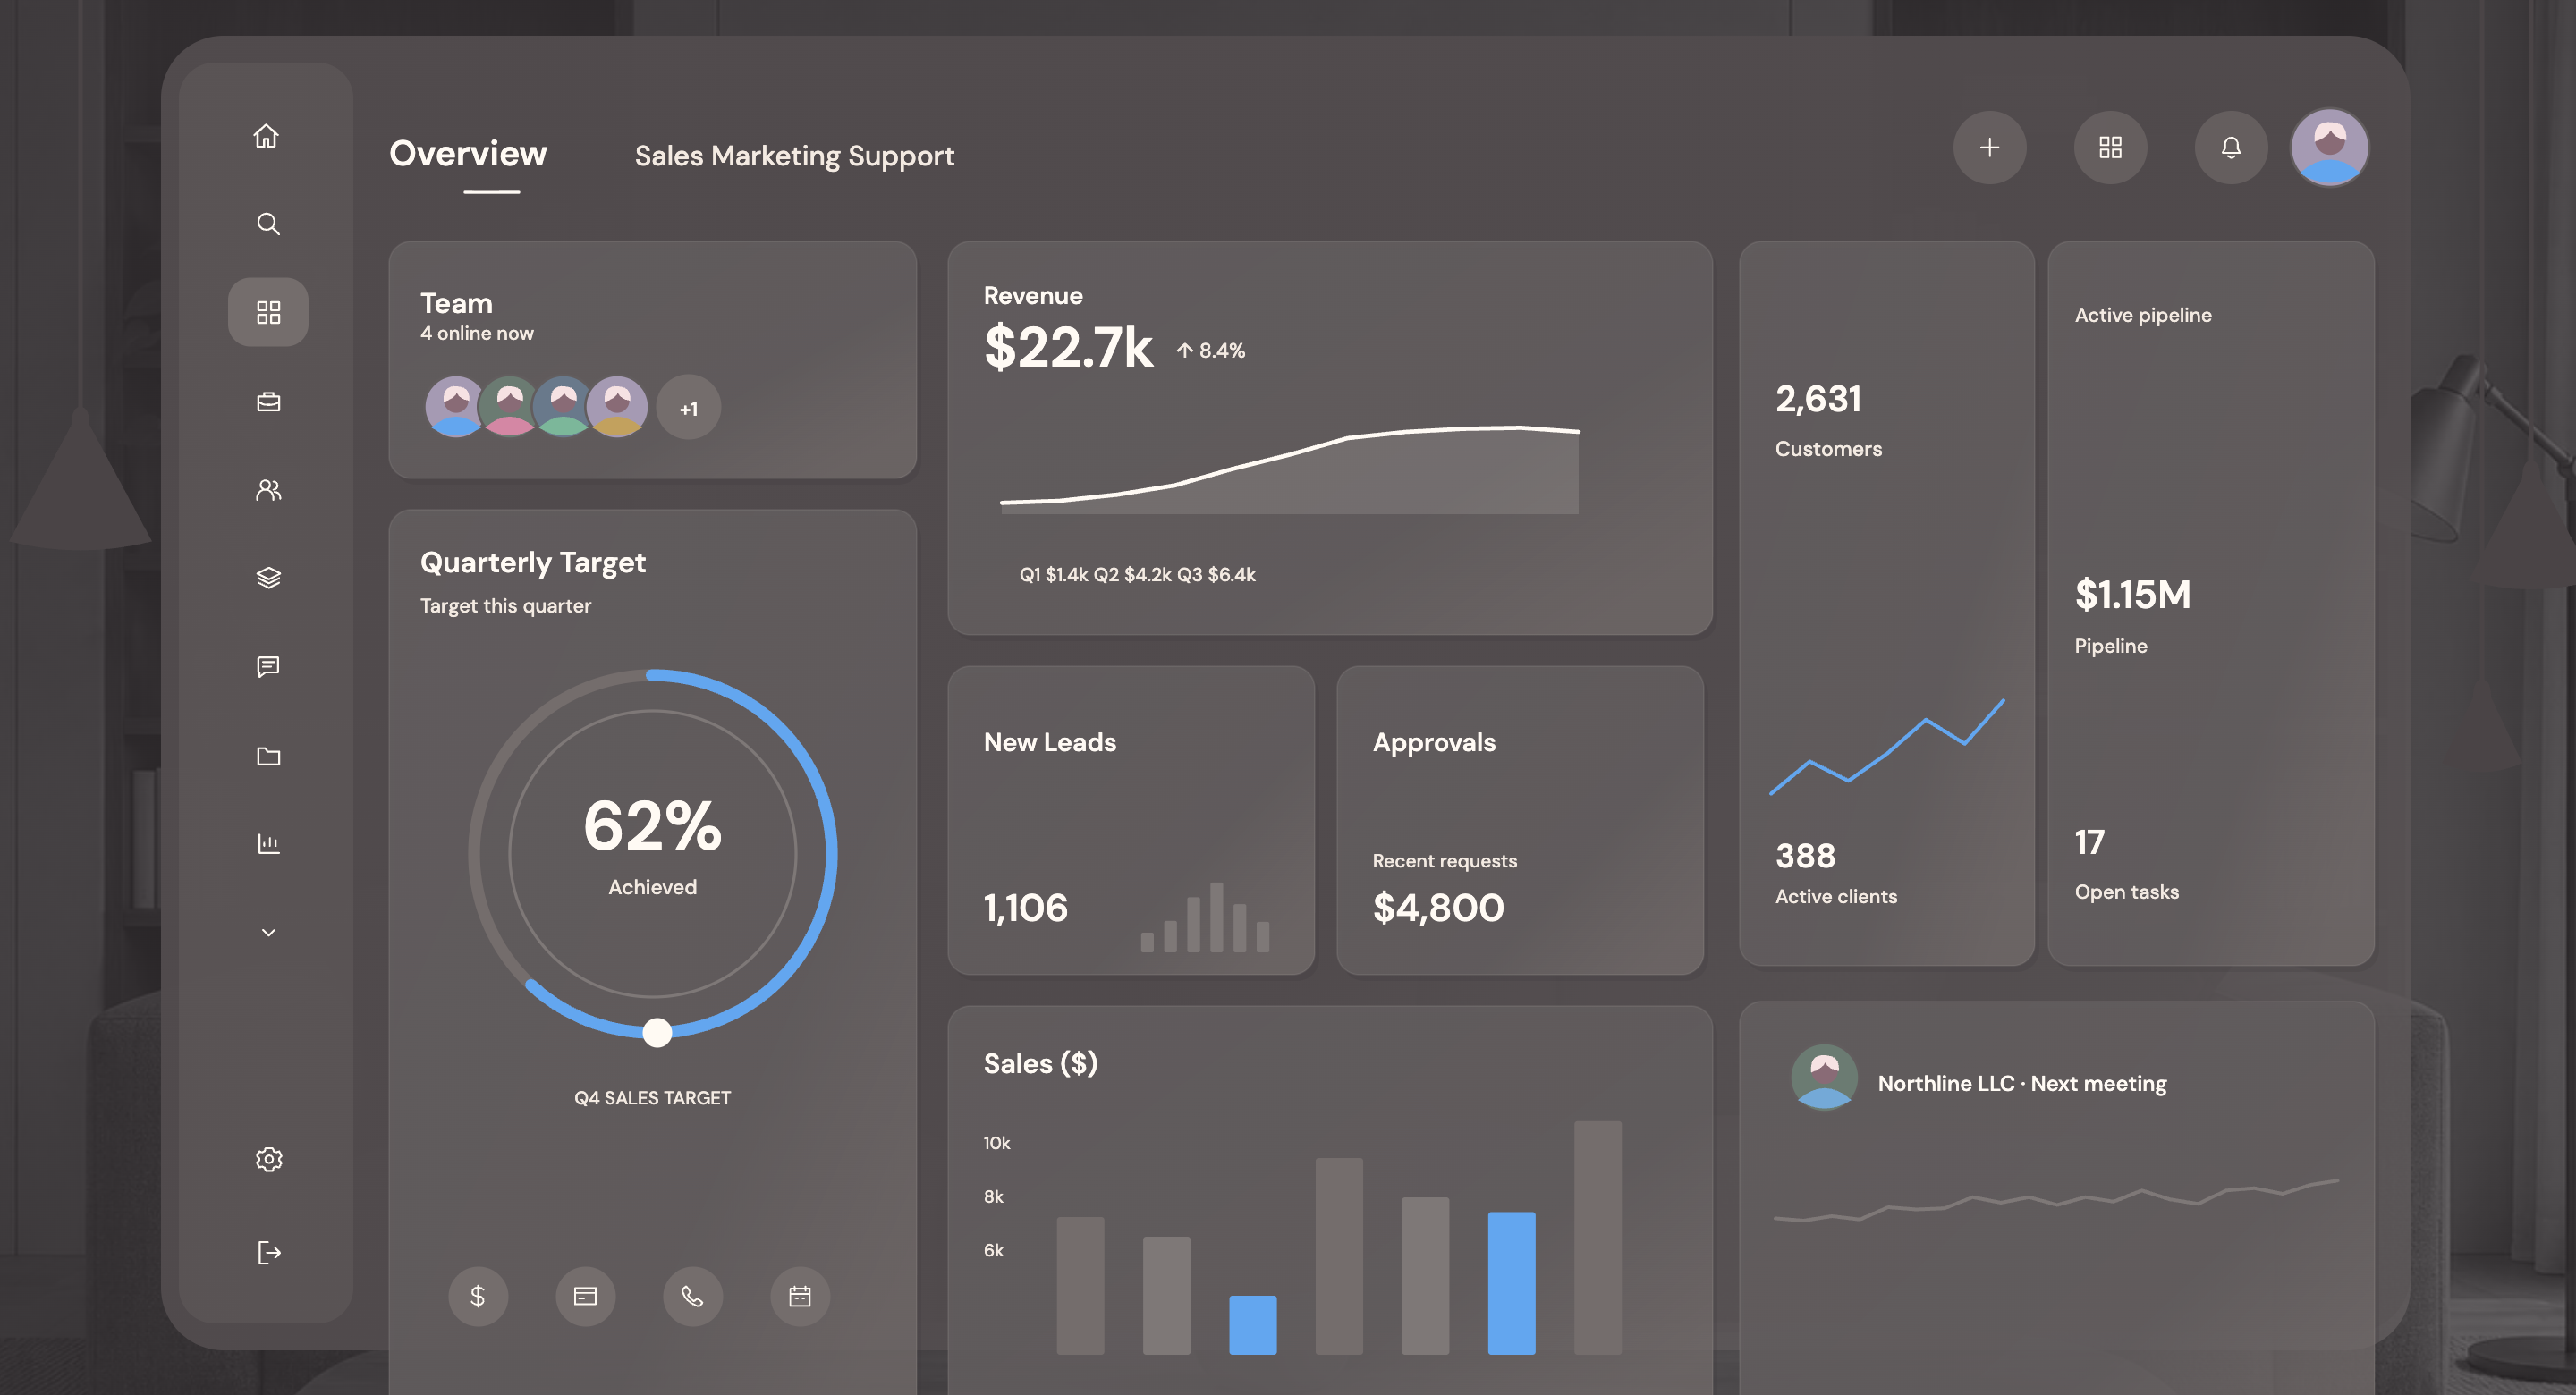 Overview
Sales Marketing Support
Team
4 online now
+1
Quarterly Target
Target this quarter
62%
Achieved
Q4 SALES TARGET
$
Revenue
$22.7k ↑ 8.4%
Q1 $1.4k Q2 $4.2k Q3 $6.4k
New Leads
1,106
Approvals
Recent requests
$4,800
Sales ($)
10k
8k
6k
2,631
Customers
388
Active clients
Active pipeline
$1.15M
Pipeline
17
Open tasks
Northline LLC · Next meeting